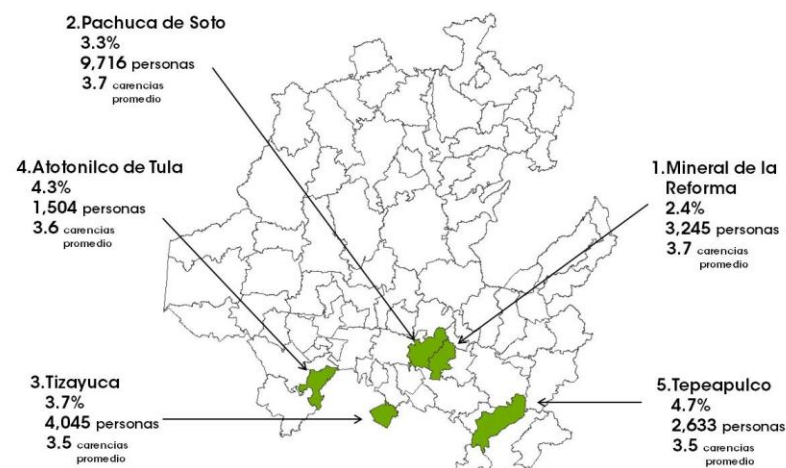 2.Pachuca de Soto
3.3%
9,716 personas
3.7 carencias
promedio
4.Atotonilco de Tula
4.3%
1,504 personas
3.6 carencias
promedio
1.Mineral de la
Reforma
2.4%
3,245 personas
3.7 carencias
promedio
3.Tizayuca
3.7%
4,045 personas
3.5 carencias
promedio
5.Tepeapulco
4.7%
2,633 personas
3.5 carencias
promedio